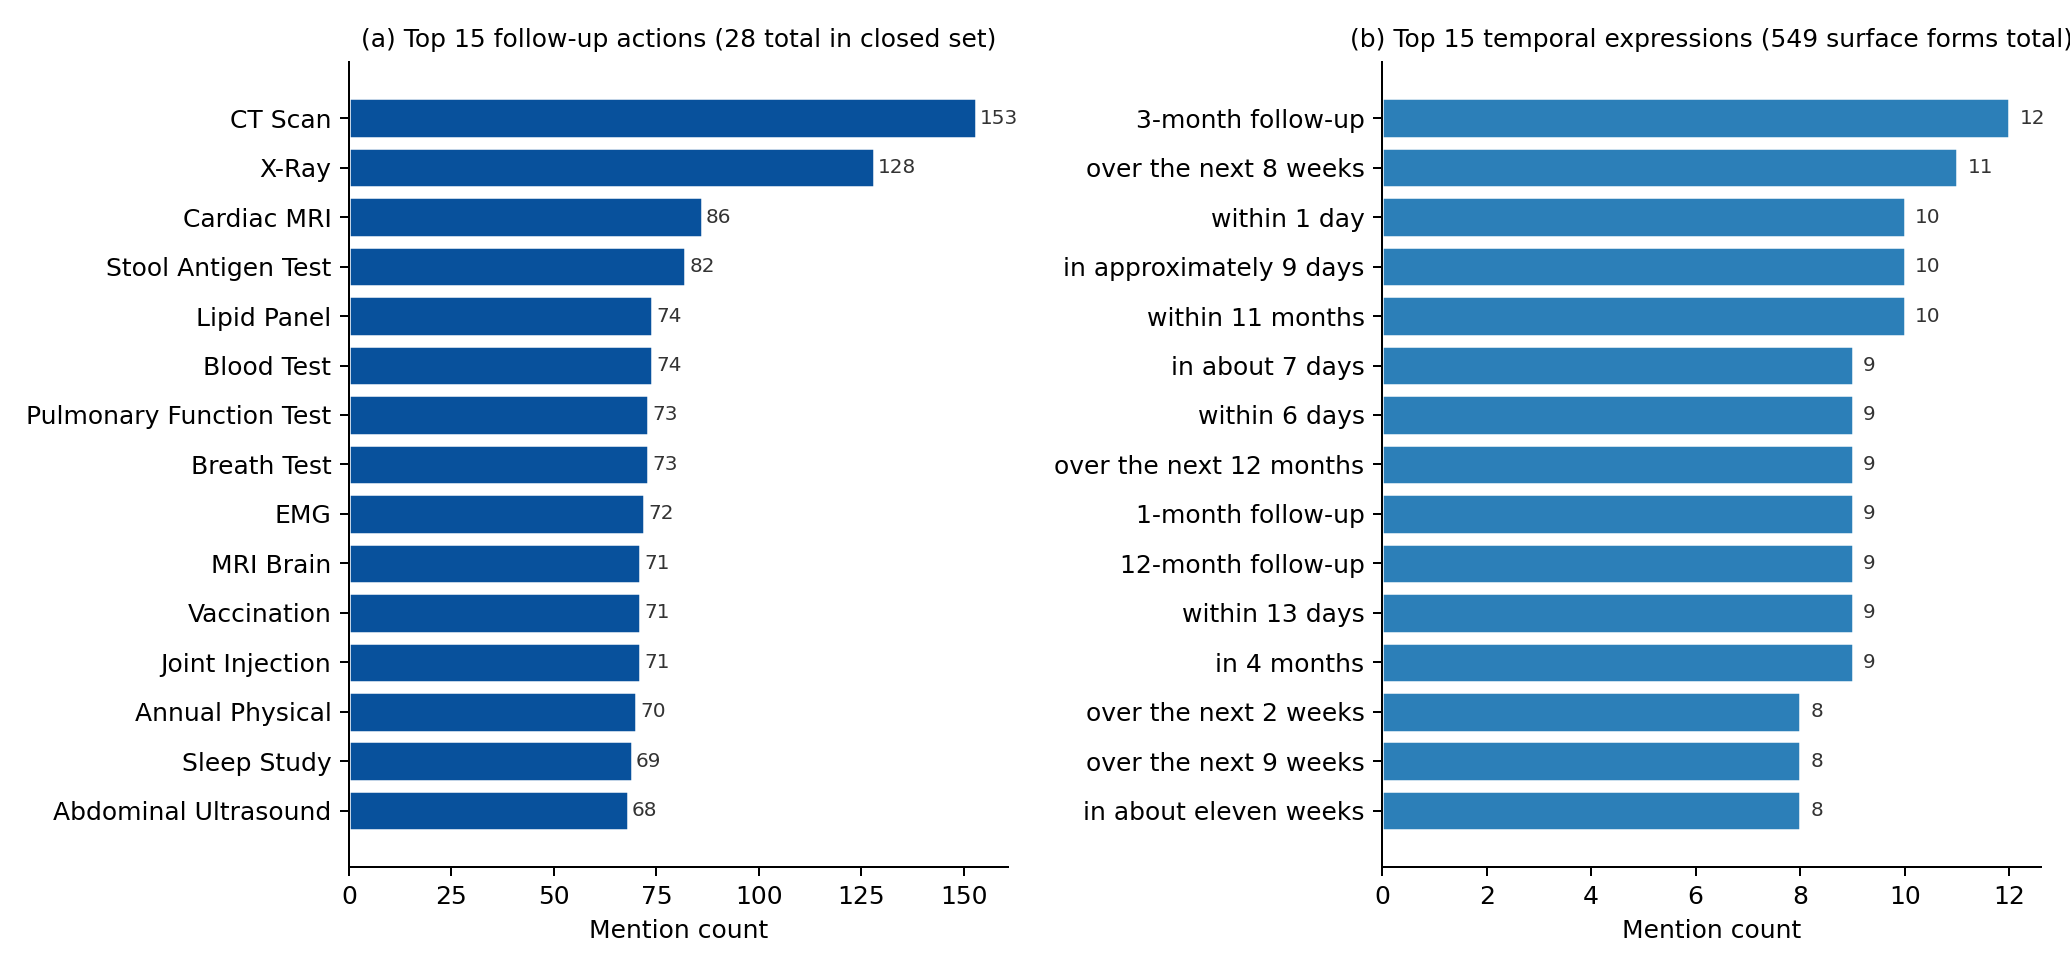 (a) Top 15 follow-up actions (28 total in closed set)
CT Scan 153
X-Ray 128
Cardiac MRI 86
Stool Antigen Test 82
Lipid Panel 74
Blood Test 74
Pulmonary Function Test 73
Breath Test 73
EMG 72
MRI Brain 71
Vaccination 71
Joint Injection 71
Annual Physical 70
Sleep Study 69
Abdominal Ultrasound 68
0 25 50 75 100 125 150
Mention count
(b) Top 15 temporal expressions (549 surface forms total)
3-month follow-up 12
over the next 8 weeks 11
within 1 day 10
in approximately 9 days 10
within 11 months 10
in about 7 days 9
within 6 days 9
over the next 12 months 9
1-month follow-up 9
12-month follow-up 9
within 13 days 9
in 4 months 9
over the next 2 weeks 8
over the next 9 weeks 8
in about eleven weeks 8
0 2 4 6 8 10 12
Mention count